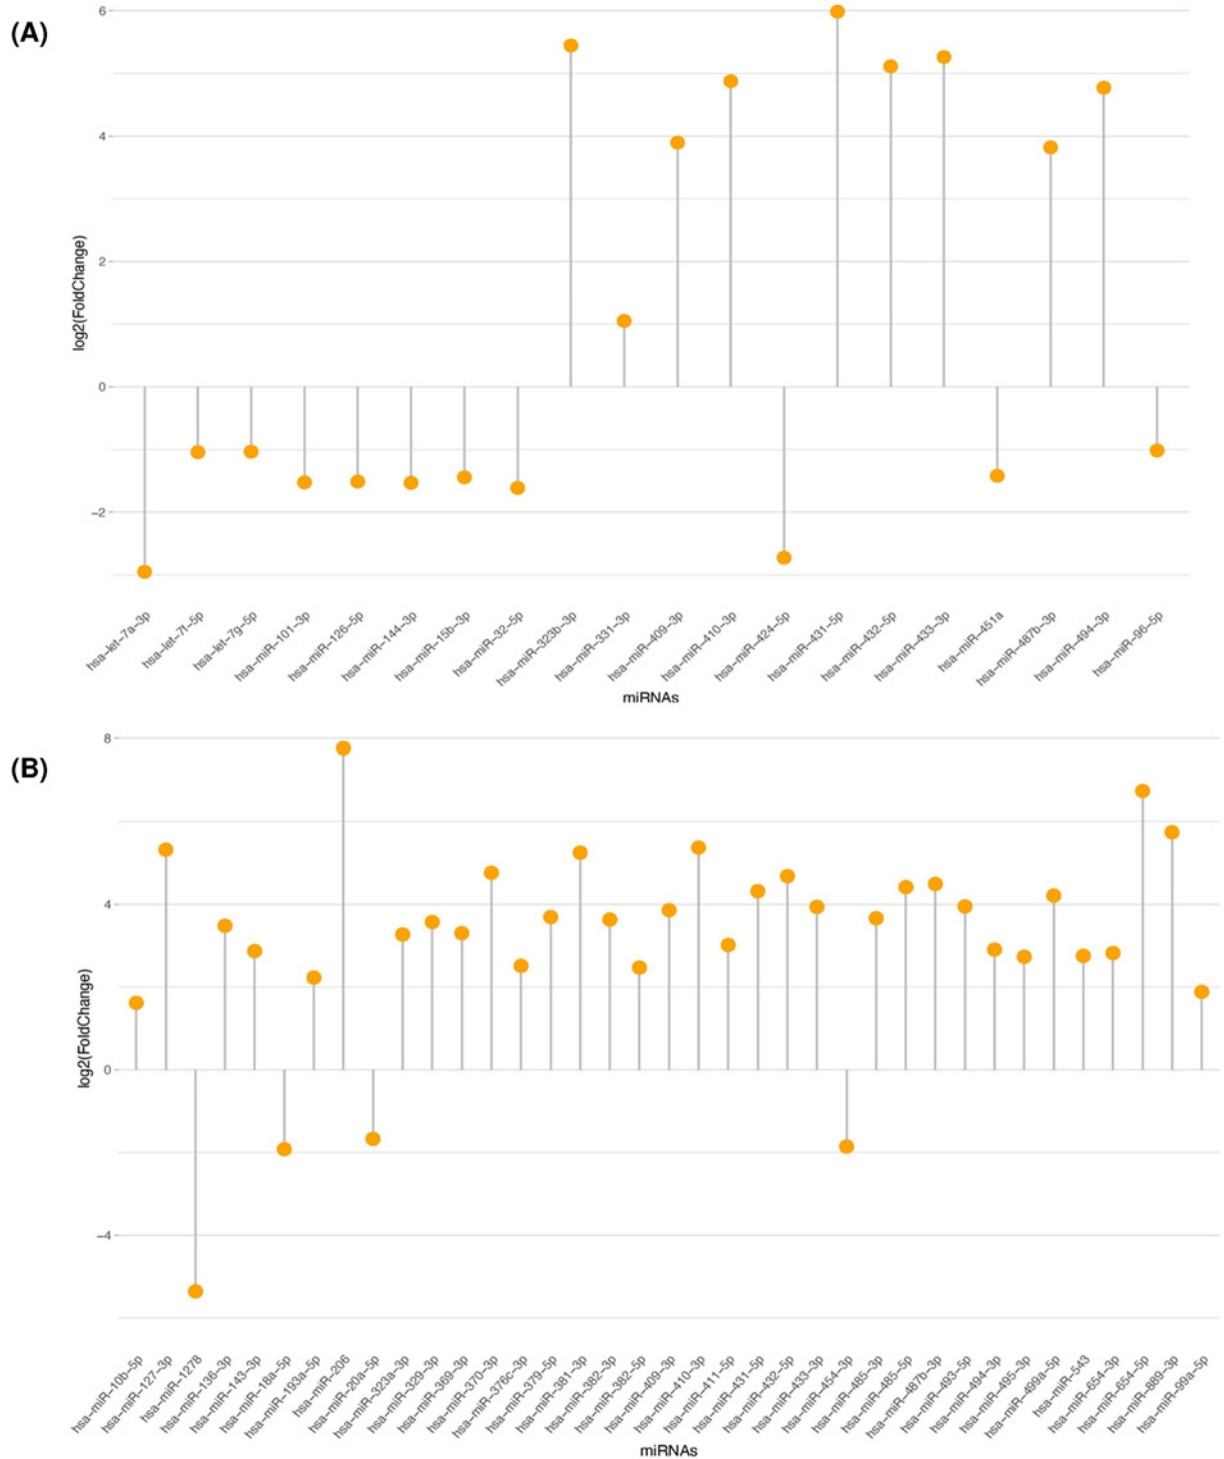 (A)
log2(FoldChange)
6
4
2
0
−2
hsa−let−7a−3p
hsa−let−7f−5p
hsa−let−7g−5p
hsa−miR−101−3p
hsa−miR−126−5p
hsa−miR−144−3p
hsa−miR−15b−3p
hsa−miR−32−5p
hsa−miR−323b−3p
hsa−miR−331−3p
hsa−miR−409−3p
hsa−miR−410−3p
hsa−miR−424−5p
hsa−miR−431−5p
hsa−miR−432−5p
hsa−miR−433−3p
hsa−miR−451a
hsa−miR−487b−3p
hsa−miR−494−3p
hsa−miR−96−5p
miRNAs
(B)
log2(FoldChange)
8
4
0
−4
hsa−miR−10b−5p
hsa−miR−127−3p
hsa−miR−1278
hsa−miR−136−3p
hsa−miR−143−3p
hsa−miR−18a−5p
hsa−miR−193a−5p
hsa−miR−206
hsa−miR−20a−5p
hsa−miR−323a−3p
hsa−miR−329−3p
hsa−miR−369−3p
hsa−miR−370−3p
hsa−miR−376c−3p
hsa−miR−379−5p
hsa−miR−381−3p
hsa−miR−382−3p
hsa−miR−382−5p
hsa−miR−409−3p
hsa−miR−410−3p
hsa−miR−411−5p
hsa−miR−431−5p
hsa−miR−432−5p
hsa−miR−433−3p
hsa−miR−454−3p
hsa−miR−485−3p
hsa−miR−485−5p
hsa−miR−487b−3p
hsa−miR−493−5p
hsa−miR−494−3p
hsa−miR−495−3p
hsa−miR−499a−5p
hsa−miR−543
hsa−miR−654−3p
hsa−miR−654−5p
hsa−miR−889−3p
hsa−miR−99a−5p
miRNAs